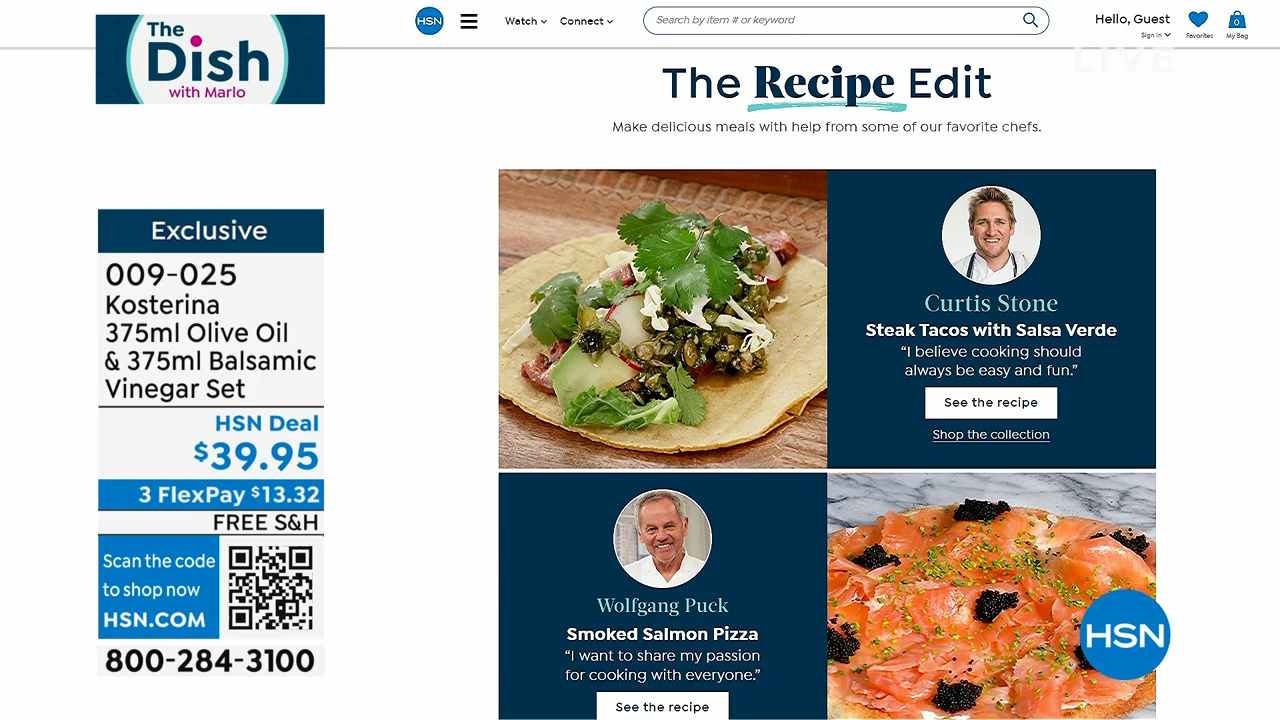 The
Dish
with Marlo
HSN
Watch
Connect
Search by item # or keyword
Hello, Guest
Sign In
Favorites
0
My Bag
LIVE
The Recipe Edit
Make delicious meals with help from some of our favorite chefs.
Exclusive
009-025
Kosterina
375ml Olive Oil
& 375ml Balsamic
Vinegar Set
HSN Deal
$39.95
3 FlexPay $13.32
FREE S&H
Scan the code
to shop now
HSN.COM
800-284-3100
Curtis Stone
Steak Tacos with Salsa Verde
“I believe cooking should
always be easy and fun.”
See the recipe
Shop the collection
Wolfgang Puck
Smoked Salmon Pizza
“I want to share my passion
for cooking with everyone.”
See the recipe
HSN